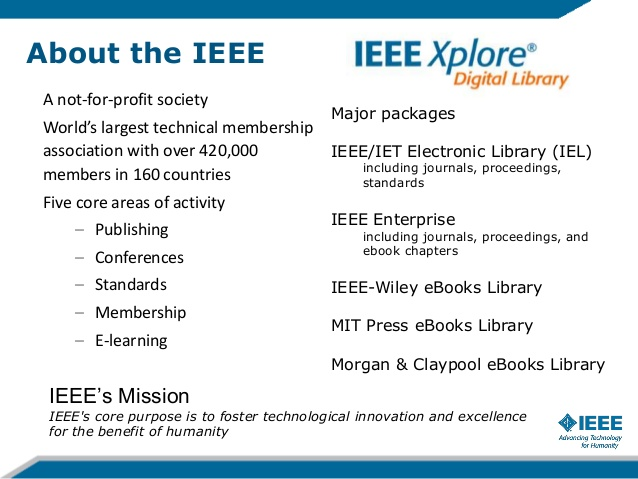 About the IEEE
A not-for-profit society
World’s largest technical membership
association with over 420,000
members in 160 countries
Five core areas of activity
– Publishing
– Conferences
– Standards
– Membership
– E-learning
IEEE Xplore®
Digital Library
Major packages
IEEE/IET Electronic Library (IEL)
including journals, proceedings,
standards
IEEE Enterprise
including journals, proceedings, and
ebook chapters
IEEE-Wiley eBooks Library
MIT Press eBooks Library
Morgan & Claypool eBooks Library
IEEE’s Mission
IEEE's core purpose is to foster technological innovation and excellence
for the benefit of humanity
IEEE
Advancing Technology
for Humanity